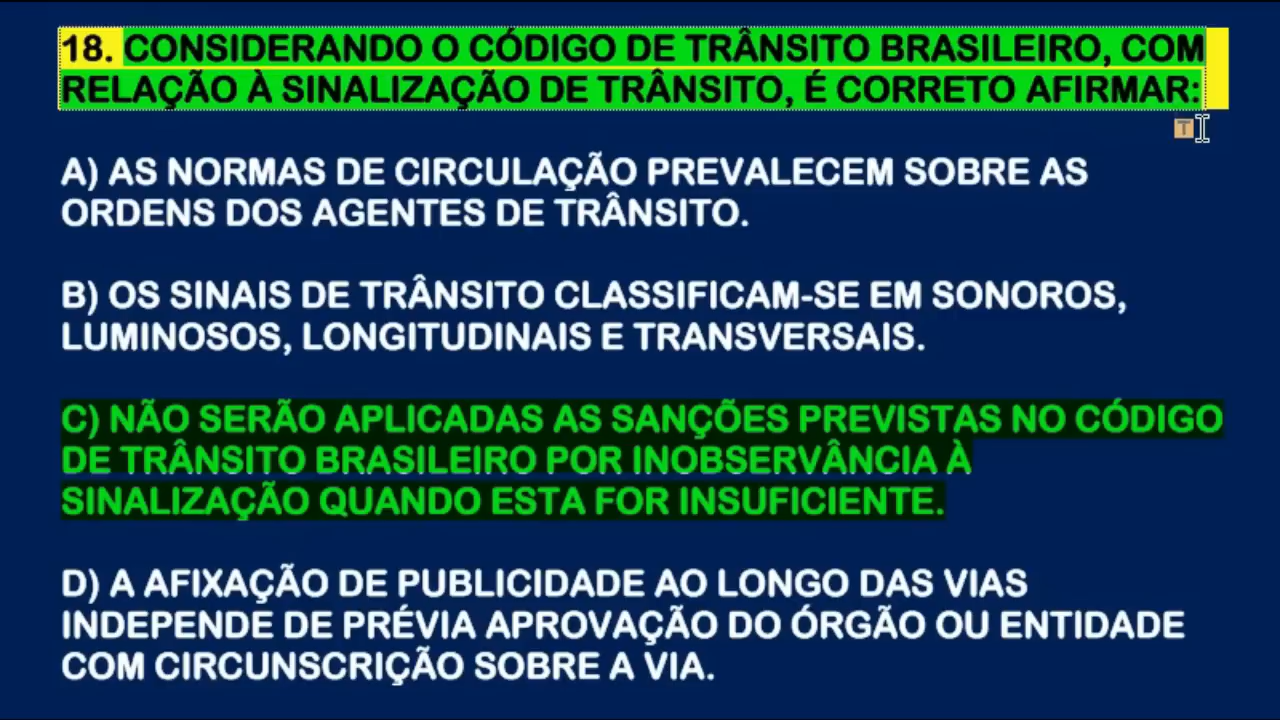 18. CONSIDERANDO O CÓDIGO DE TRÂNSITO BRASILEIRO, COM
RELAÇÃO À SINALIZAÇÃO DE TRÂNSITO, É CORRETO AFIRMAR:
T
A) AS NORMAS DE CIRCULAÇÃO PREVALECEM SOBRE AS
ORDENS DOS AGENTES DE TRÂNSITO.
B) OS SINAIS DE TRÂNSITO CLASSIFICAM-SE EM SONOROS,
LUMINOSOS, LONGITUDINAIS E TRANSVERSAIS.
C) NÃO SERÃO APLICADAS AS SANÇÕES PREVISTAS NO CÓDIGO
DE TRÂNSITO BRASILEIRO POR INOBSERVÂNCIA À
SINALIZAÇÃO QUANDO ESTA FOR INSUFICIENTE.
D) A AFIXAÇÃO DE PUBLICIDADE AO LONGO DAS VIAS
INDEPENDE DE PRÉVIA APROVAÇÃO DO ÓRGÃO OU ENTIDADE
COM CIRCUNSCRIÇÃO SOBRE A VIA.